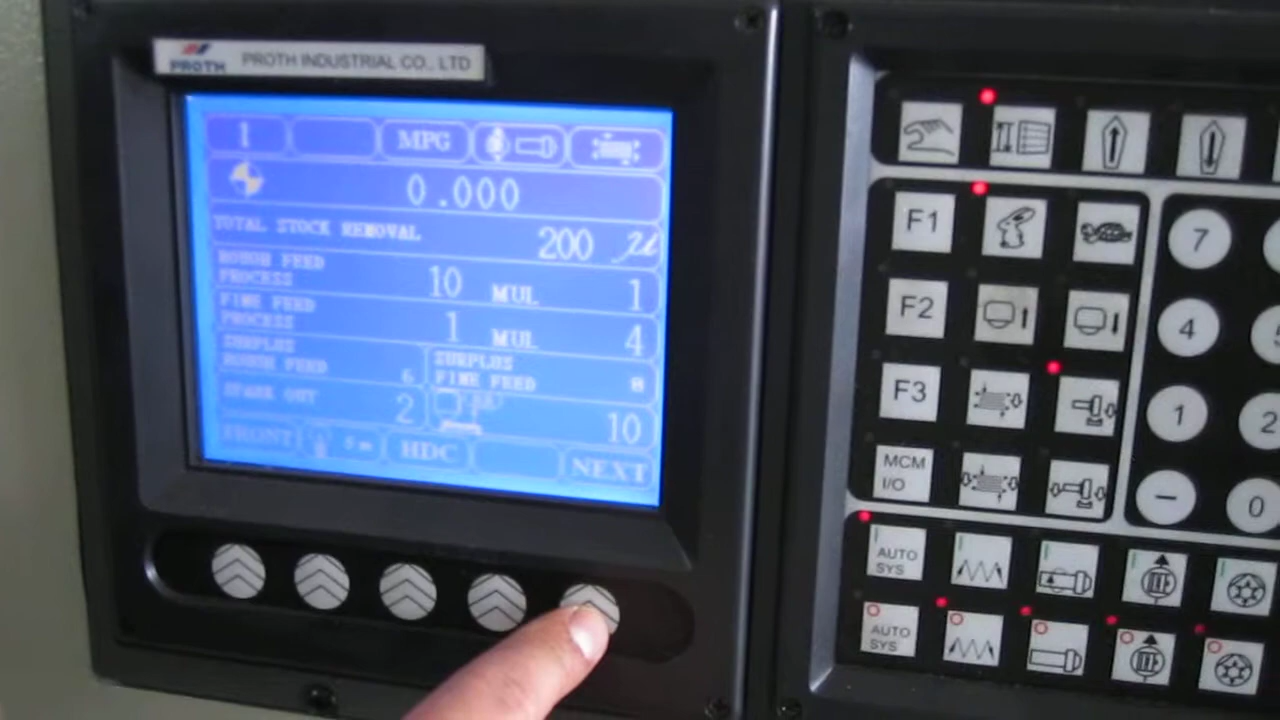 PROTH PROTH INDUSTRIAL CO., LTD
1 MPG
0.000
TOTAL STOCK REMOVAL 200 μ
ROUGH FEED
PROCESS 10 MUL 1
FINE FEED
PROCESS 1 MUL 4
SURPLUS
ROUGH FEED 6
SURPLUS
FINE FEED
SPARK OUT 2 10
FRONT HDC NEXT
F1 7
F2 4
F3 1 2
MCM
I/O − 0
AUTO
SYS
AUTO
SYS